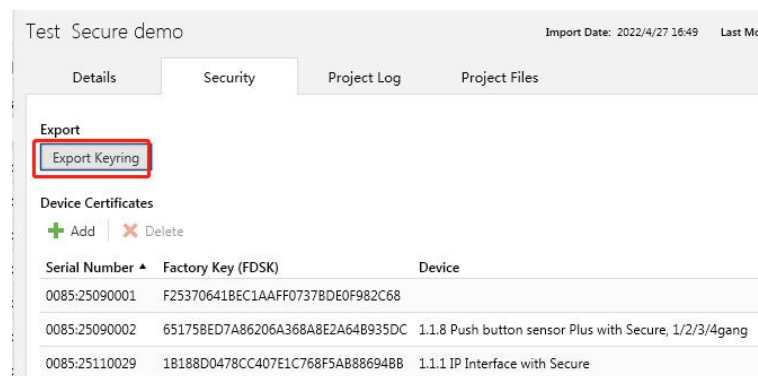 Test Secure demo
Import Date: 2022/4/27 16:49 Last Mo
Details Security Project Log Project Files
Export
Export Keyring
Device Certificates
Add Delete
Serial Number Factory Key (FDSK) Device
0085:25090001 F25370641BEC1AAFF0737BDE0F982C68
0085:25090002 65175BED7A86206A368A8E2A64B935DC 1.1.8 Push button sensor Plus with Secure, 1/2/3/4gang
0085:25110029 1B188D0478CC407E1C768F5AB88694BB 1.1.1 IP Interface with Secure